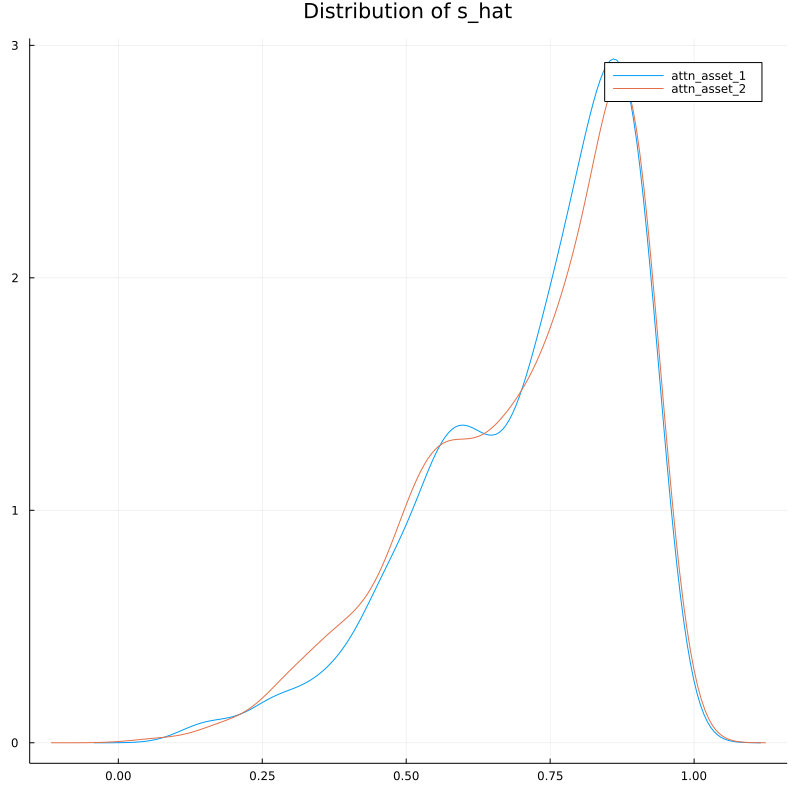 Distribution of s_hat
3
attn_asset_1
attn_asset_2
2
1
0
0.00 0.25 0.50 0.75 1.00